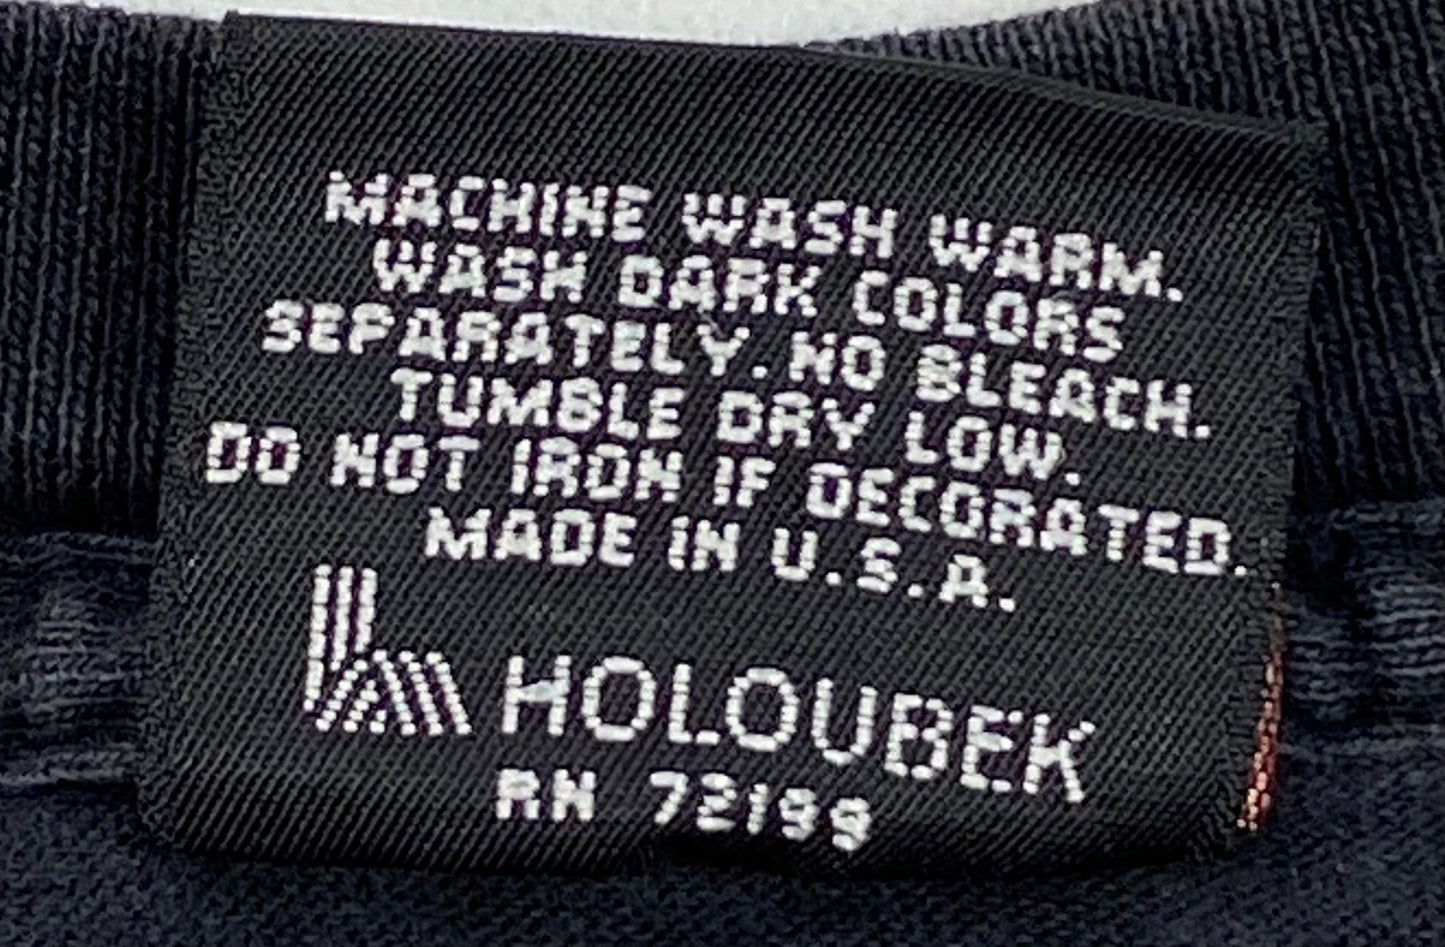 MACHINE WASH WARM.
WASH DARK COLORS
SEPARATELY. NO BLEACH.
TUMBLE DRY LOW.
DO NOT IRON IF DECORATED.
MADE IN U.S.A.
HOLOUBEK
RN 72199